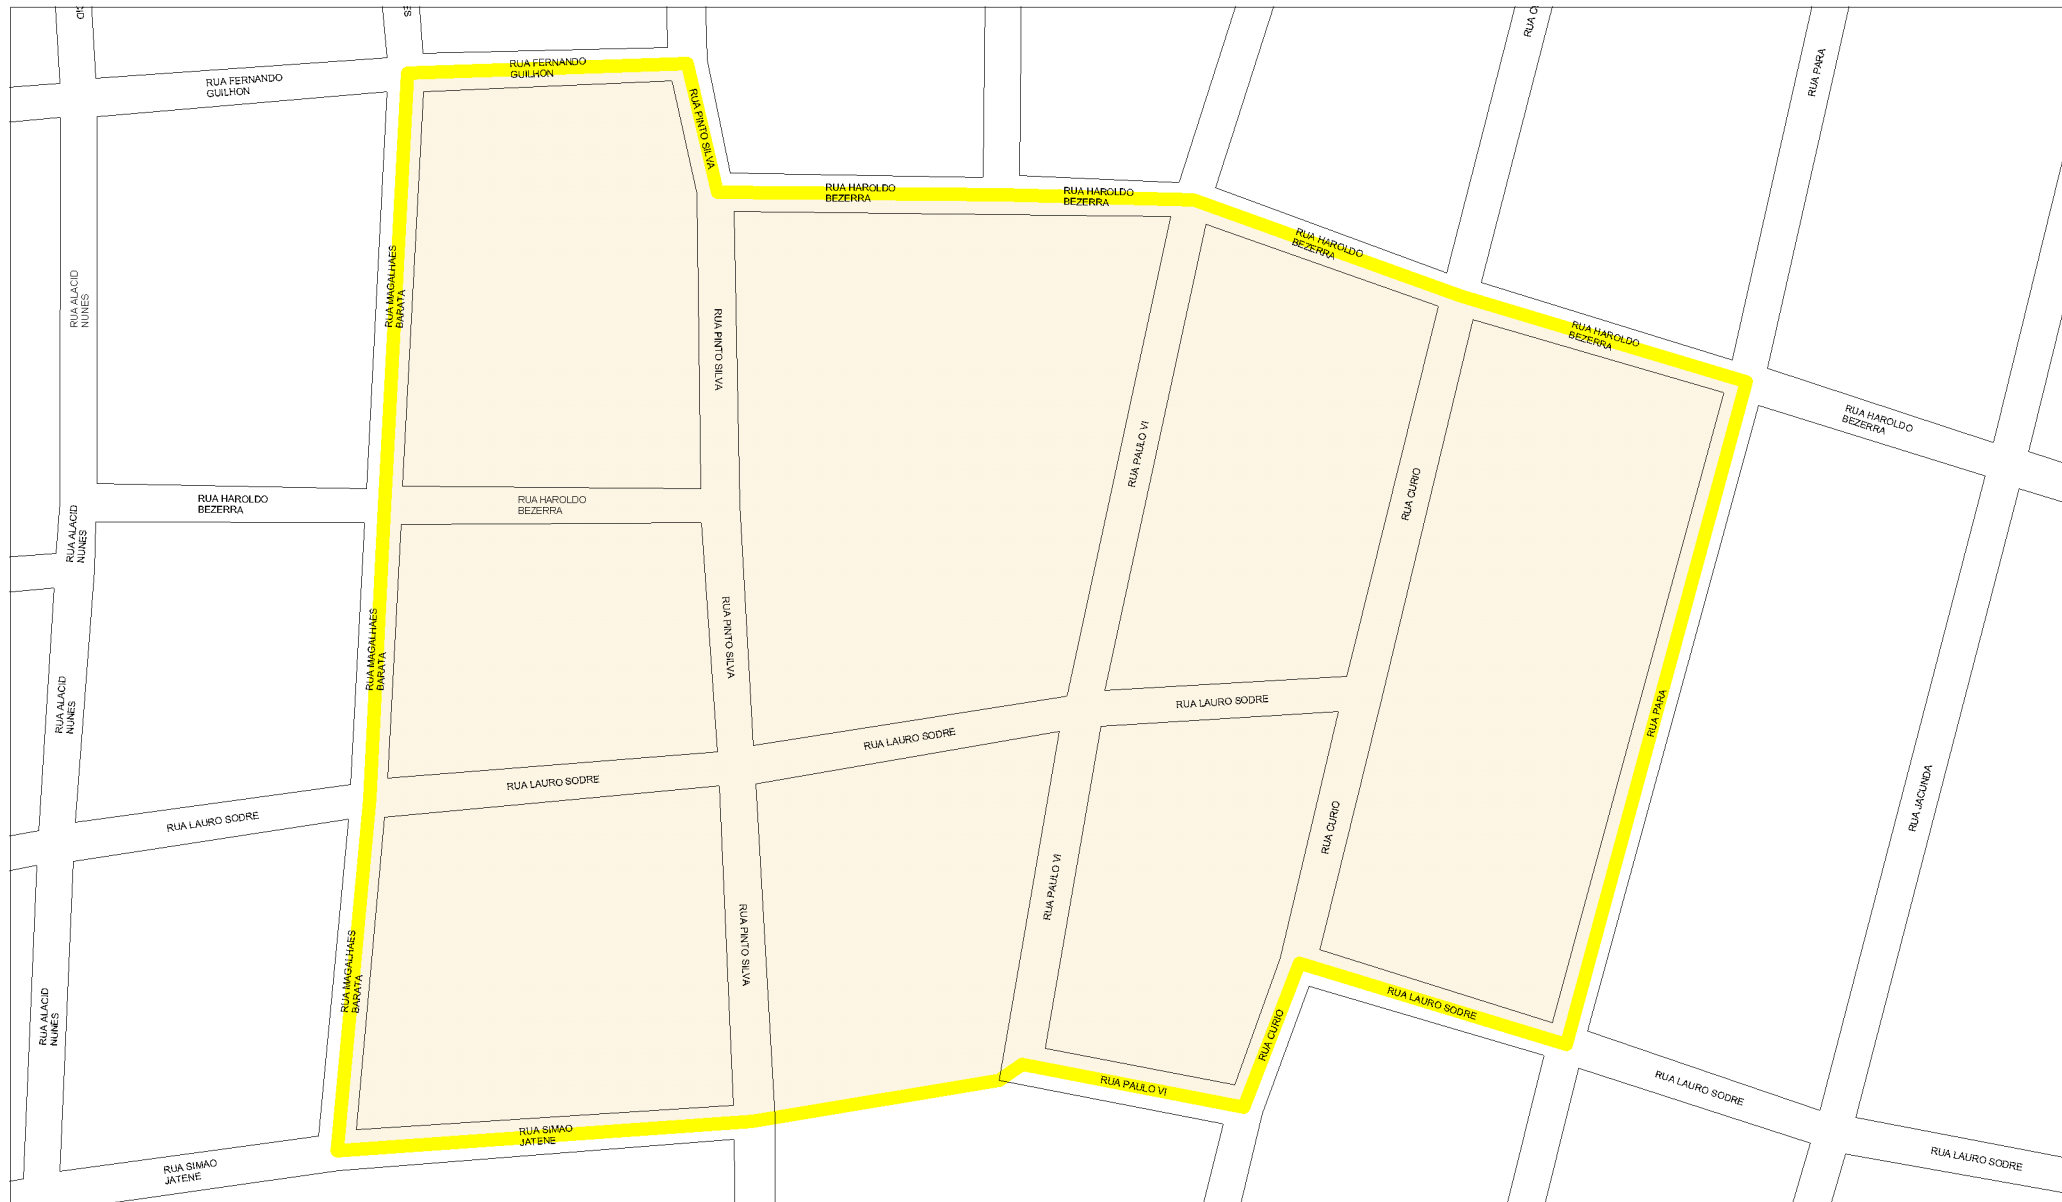 RUA C
RUA PARA
RUA FERNANDO
GUILHON
RUA FERNANDO
GUILHON
RUA PINTO SILVA
RUA HAROLDO
BEZERRA
RUA HAROLDO
BEZERRA
RUA HAROLDO
BEZERRA
RUA ALACID
NUNES
RUA MAGALHAES
BARATA
RUA PINTO SILVA
RUA HAROLDO
BEZERRA
RUA HAROLDO
BEZERRA
RUA PAULO VI
RUA CURIO
RUA HAROLDO
BEZERRA
RUA HAROLDO
BEZERRA
RUA ALACID
NUNES
RUA MAGALHAES
BARATA
RUA PINTO SILVA
RUA ALACID
NUNES
RUA LAURO SODRE
RUA PARA
RUA LAURO SODRE
RUA LAURO SODRE
RUA JACUNDA
RUA LAURO SODRE
RUA CURIO
RUA PAULO VI
RUA PINTO SILVA
RUA MAGALHAES
BARATA
RUA ALACID
NUNES
RUA LAURO SODRE
RUA CURIO
RUA PAULO VI
RUA LAURO SODRE
RUA SIMAO
JATENE
RUA LAURO SODRE
RUA SIMAO
JATENE